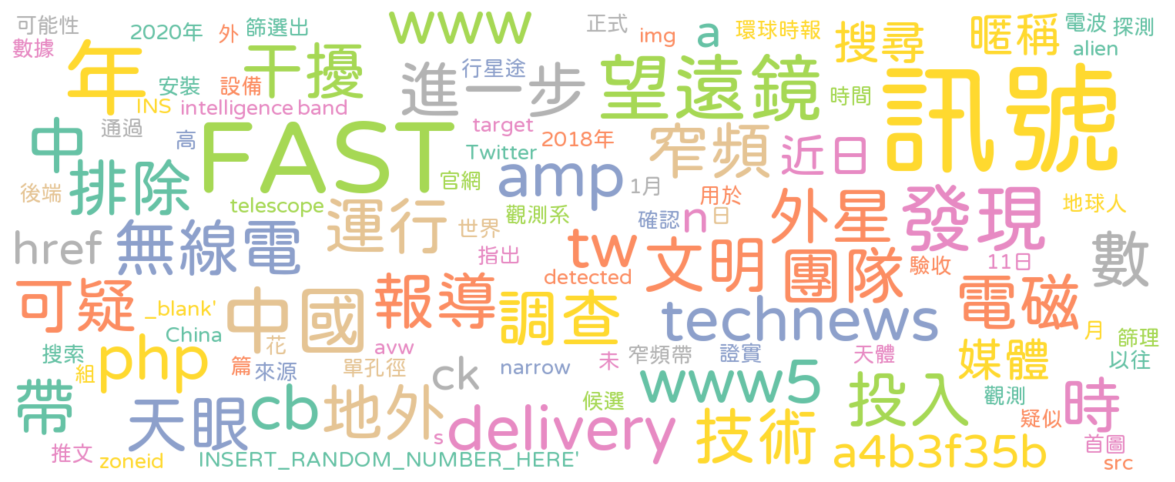 可能性 2020年 外 篩選出 www 正式 img a 環球時報 搜尋 暱稱 電波 探測
數據 年 干擾 alien
安裝 設備 進一步 行星途 望遠鏡 時間 訊號
INS intelligence band
通過 高 FAST target 2018年 窄頻 近日
中 Twitter
排除 官網 amp 1月 用於
後端 telescope 運行 世界 觀測系 確認 n 日 外星 發現 地球人
href 無線電 指出 tw 文明 團隊 驗收 11日 數
可疑 detected 電磁
_blank' 中國 報導 調查 technews
China 花 月 篩理
搜索 php avw 媒體 以往
組 篇 來源 單孔徑 ck narrow 未 窄頻帶 證實 天體
帶 www5 觀測
天眼 cb 地外 候選 投入 疑似 時
s delivery 技術 首圖
推文 zoneid INSERT_RANDOM_NUMBER_HERE' a4b3f35b src